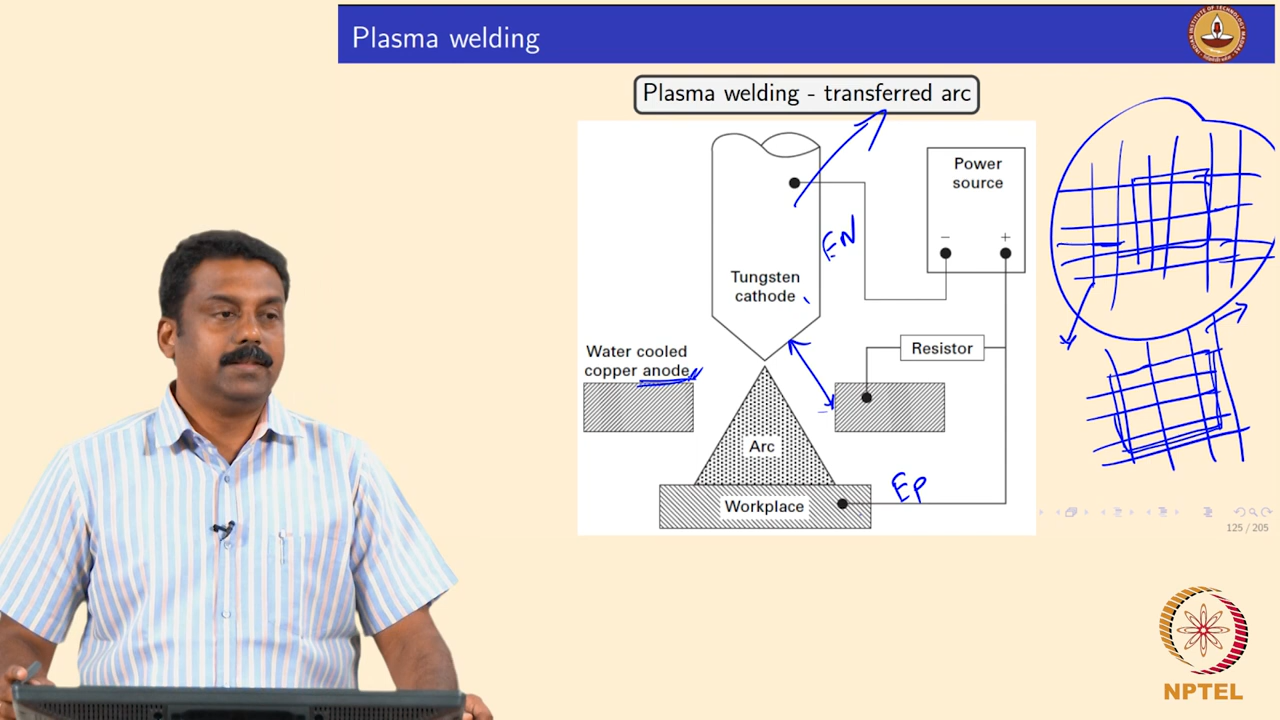 Plasma welding
Plasma welding - transferred arc
Power
source
EN
− +
Tungsten
cathode
Water cooled
copper anode
Resistor
Arc
EP
Workplace
125 / 205
NPTEL